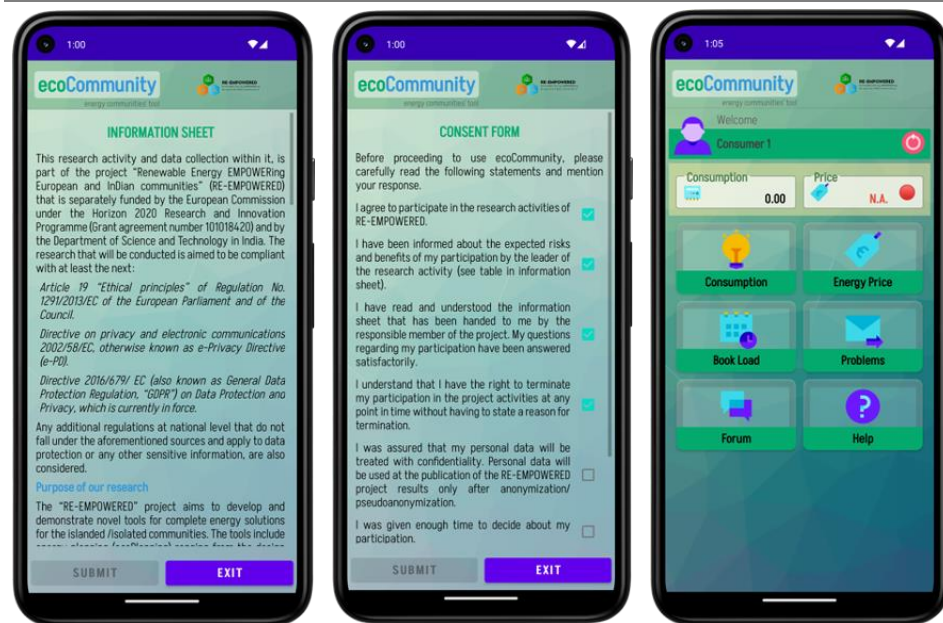 1:00
ecoCommunity
RE-EMPOWERED
energy communities' tool
INFORMATION SHEET
This research activity and data collection within it, is
part of the project "Renewable Energy EMPOWERing
European and InDian communities" (RE-EMPOWERED)
that is separately funded by the European Commission
under the Horizon 2020 Research and Innovation
Programme (Grant agreement number 101018420) and by
the Department of Science and Technology in India. The
research that will be conducted is aimed to be compliant
with at least the next:
Article 19 "Ethical principles" of Regulation No.
1291/2013/EC of the European Parliament and of the
Council.
Directive on privacy and electronic communications
2002/58/EC, otherwise known as e-Privacy Directive
(e-PD).
Directive 2016/679/ EC (also known as General Data
Protection Regulation, "GDPR") on Data Protection and
Privacy, which is currently in force.
Any additional regulations at national level that do not
fall under the aforementioned sources and apply to data
protection or any other sensitive information, are also
considered.
Purpose of our research
The "RE-EMPOWERED" project aims to develop and
demonstrate novel tools for complete energy solutions
for the islanded /isolated communities. The tools include
SUBMIT
EXIT
1:00
ecoCommunity
RE-EMPOWERED
energy communities' tool
CONSENT FORM
Before proceeding to use ecoCommunity, please
carefully read the following statements and mention
your response.
I agree to participate in the research activities of
RE-EMPOWERED.
I have been informed about the expected risks
and benefits of my participation by the leader of
the research activity (see table in information
sheet).
I have read and understood the information
sheet that has been handed to me by the
responsible member of the project. My questions
regarding my participation have been answered
satisfactorily.
I understand that I have the right to terminate
my participation in the project activities at any
point in time without having to state a reason for
termination.
I was assured that my personal data will be
treated with confidentiality. Personal data will
be used at the publication of the RE-EMPOWERED
project results only after anonymization/
pseudoanonymization.
I was given enough time to decide about my
participation.
SUBMIT
EXIT
1:05
ecoCommunity
RE-EMPOWERED
energy communities' tool
Welcome
Consumer 1
Consumption
0.00
Price
N.A.
Consumption
Energy Price
Book Load
Problems
Forum
Help